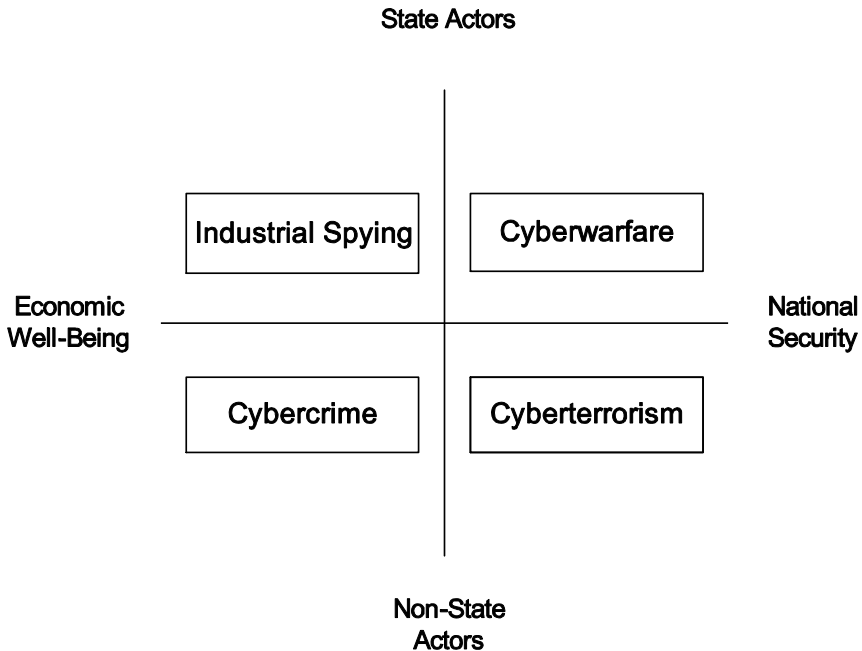 State Actors
Industrial Spying
Cyberwarfare
Economic
Well-Being
National
Security
Cybercrime
Cyberterrorism
Non-State
Actors